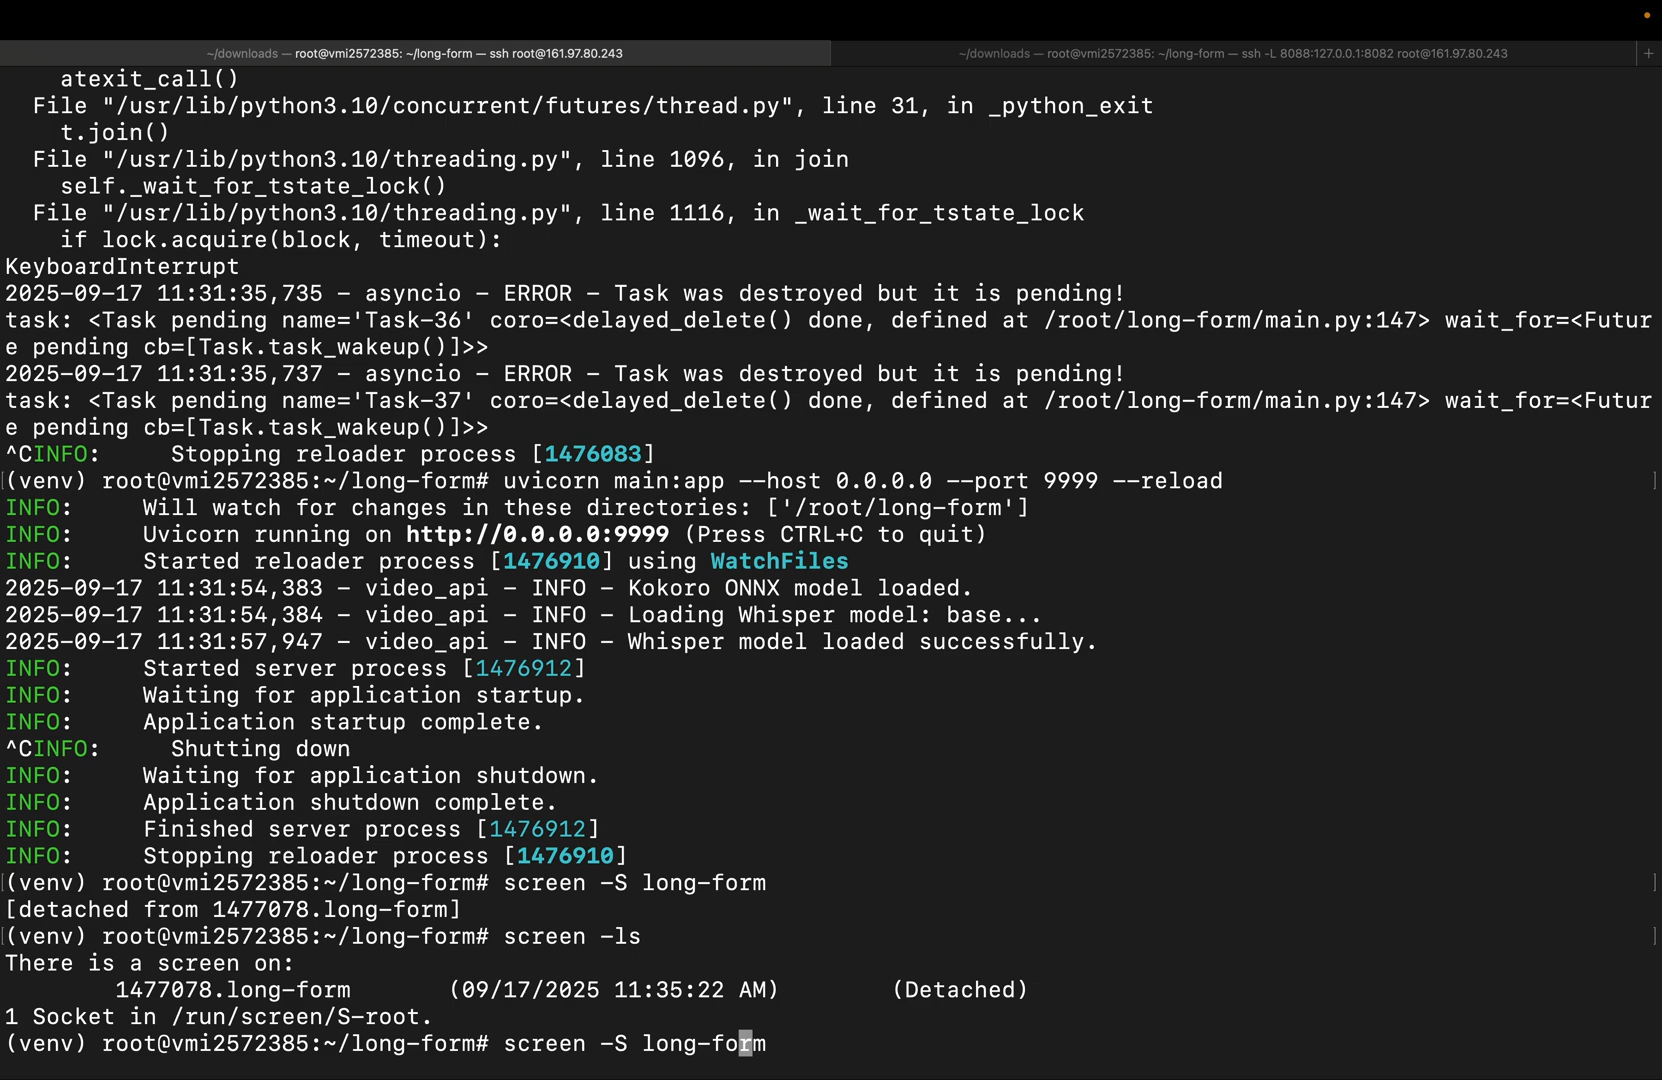 ~/downloads — root@vmi2572385: ~/long-form — ssh root@161.97.80.243
~/downloads — root@vmi2572385: ~/long-form — ssh -L 8088:127.0.0.1:8082 root@161.97.80.243
+
    atexit_call()
  File "/usr/lib/python3.10/concurrent/futures/thread.py", line 31, in _python_exit
    t.join()
  File "/usr/lib/python3.10/threading.py", line 1096, in join
    self._wait_for_tstate_lock()
  File "/usr/lib/python3.10/threading.py", line 1116, in _wait_for_tstate_lock
    if lock.acquire(block, timeout):
KeyboardInterrupt
2025-09-17 11:31:35,735 - asyncio - ERROR - Task was destroyed but it is pending!
task: <Task pending name='Task-36' coro=<delayed_delete() done, defined at /root/long-form/main.py:147> wait_for=<Futur
e pending cb=[Task.task_wakeup()]>>
2025-09-17 11:31:35,737 - asyncio - ERROR - Task was destroyed but it is pending!
task: <Task pending name='Task-37' coro=<delayed_delete() done, defined at /root/long-form/main.py:147> wait_for=<Futur
e pending cb=[Task.task_wakeup()]>>
^CINFO:     Stopping reloader process [1476083]
(venv) root@vmi2572385:~/long-form# uvicorn main:app --host 0.0.0.0 --port 9999 --reload
INFO:     Will watch for changes in these directories: ['/root/long-form']
INFO:     Uvicorn running on http://0.0.0.0:9999 (Press CTRL+C to quit)
INFO:     Started reloader process [1476910] using WatchFiles
2025-09-17 11:31:54,383 - video_api - INFO - Kokoro ONNX model loaded.
2025-09-17 11:31:54,384 - video_api - INFO - Loading Whisper model: base...
2025-09-17 11:31:57,947 - video_api - INFO - Whisper model loaded successfully.
INFO:     Started server process [1476912]
INFO:     Waiting for application startup.
INFO:     Application startup complete.
^CINFO:     Shutting down
INFO:     Waiting for application shutdown.
INFO:     Application shutdown complete.
INFO:     Finished server process [1476912]
INFO:     Stopping reloader process [1476910]
(venv) root@vmi2572385:~/long-form# screen -S long-form
[detached from 1477078.long-form]
(venv) root@vmi2572385:~/long-form# screen -ls
There is a screen on:
        1477078.long-form       (09/17/2025 11:35:22 AM)        (Detached)
1 Socket in /run/screen/S-root.
(venv) root@vmi2572385:~/long-form# screen -S long-form